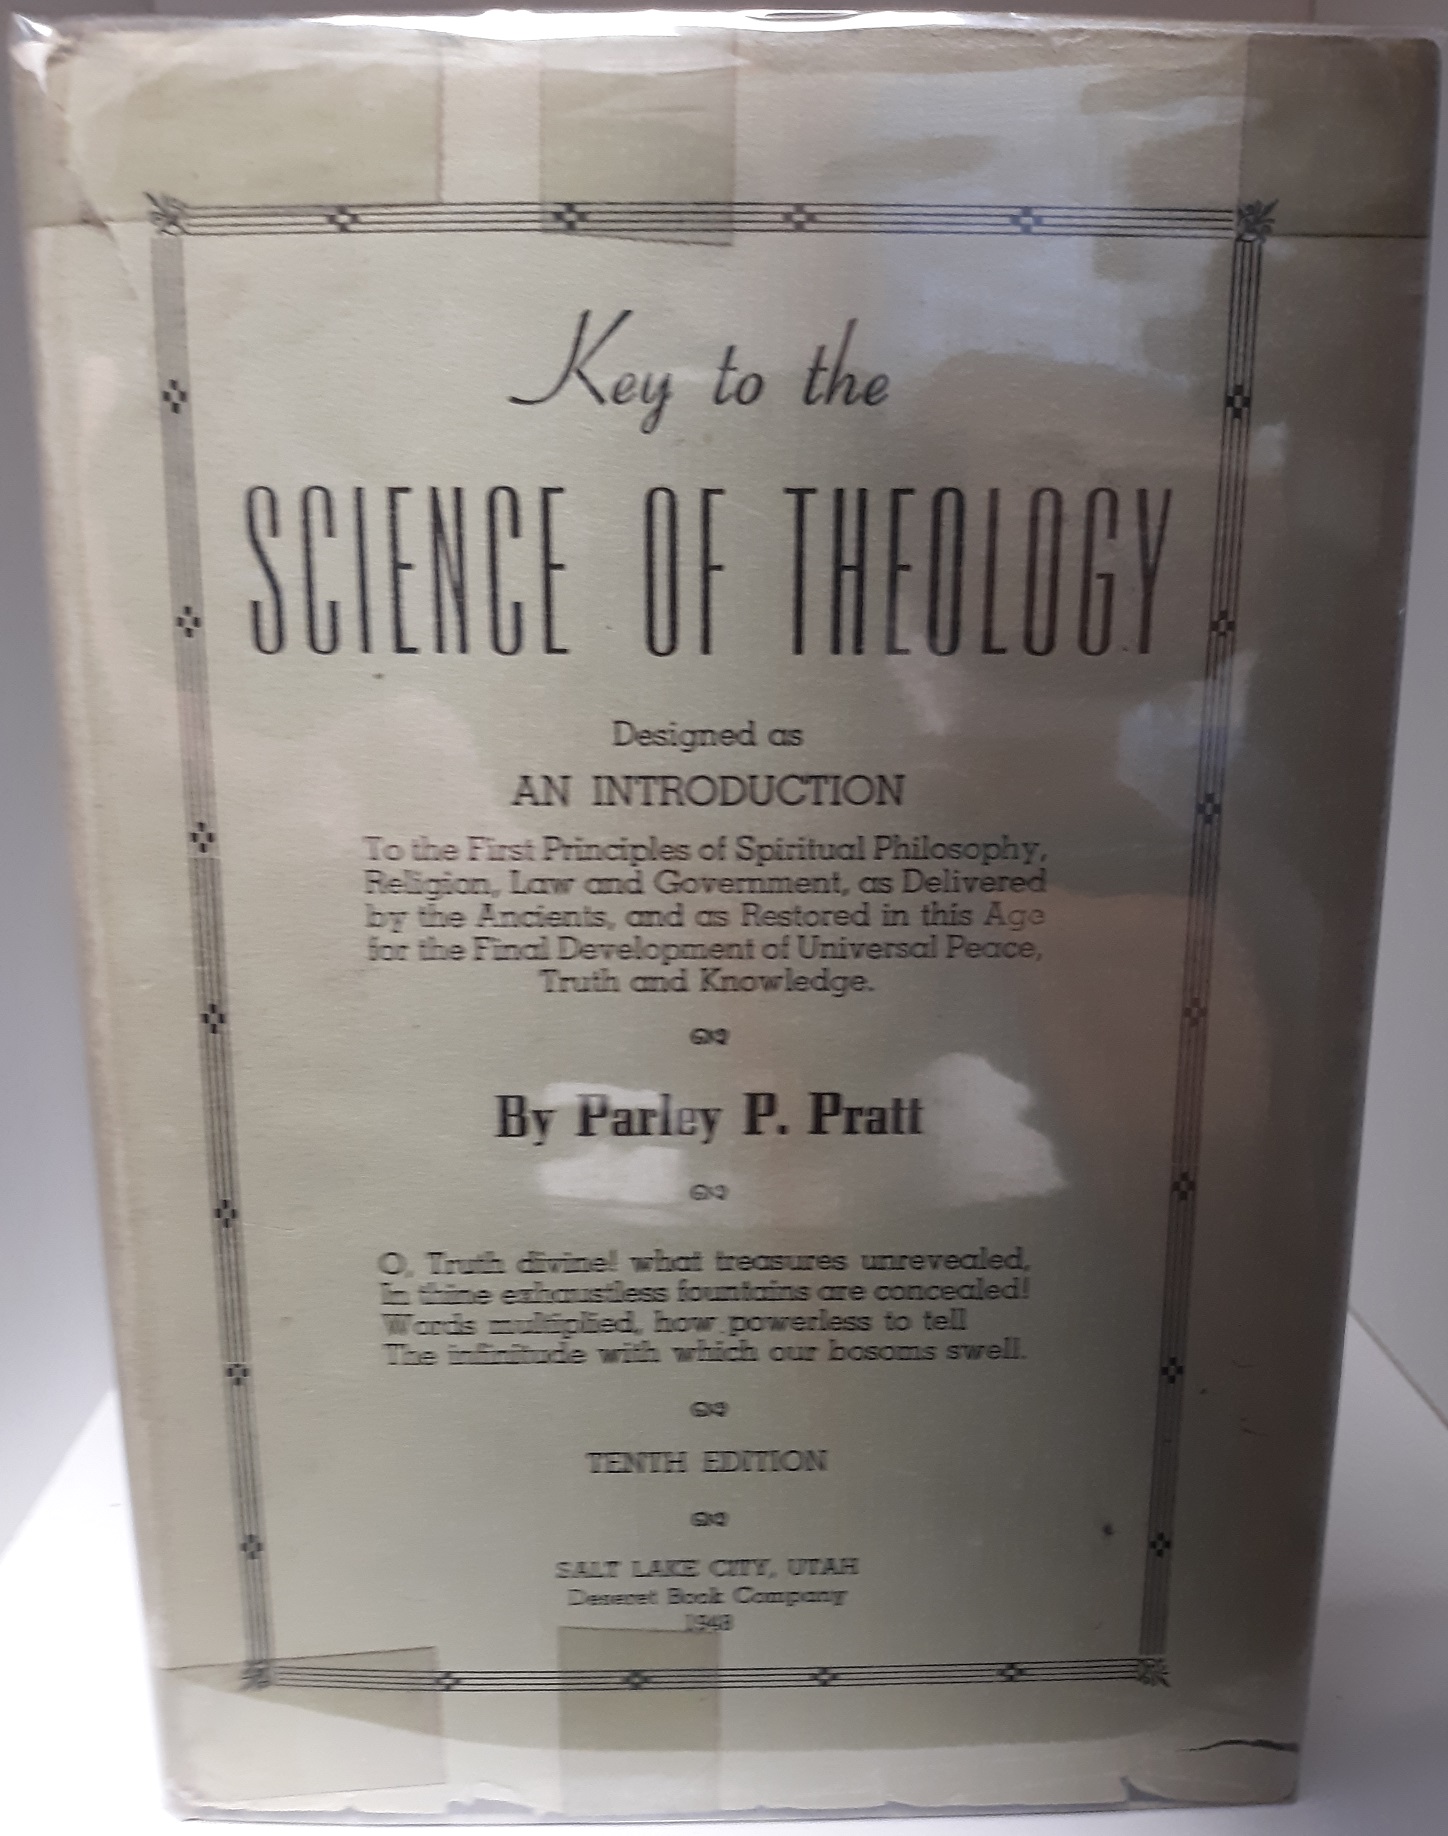 Key to the
SCIENCE OF THEOLOGY
Designed as
AN INTRODUCTION
To the First Principles of Spiritual Philosophy,
Religion, Law and Government, as Delivered
by the Ancients, and as Restored in this Age
for the Final Development of Universal Peace,
Truth and Knowledge.
By Parley P. Pratt
O, Truth divine! what treasures unrevealed,
In thine exhaustless fountains are concealed!
Words multiplied, how powerless to tell
The infinitude with which our bosoms swell.
TENTH EDITION
SALT LAKE CITY, UTAH
Deseret Book Company